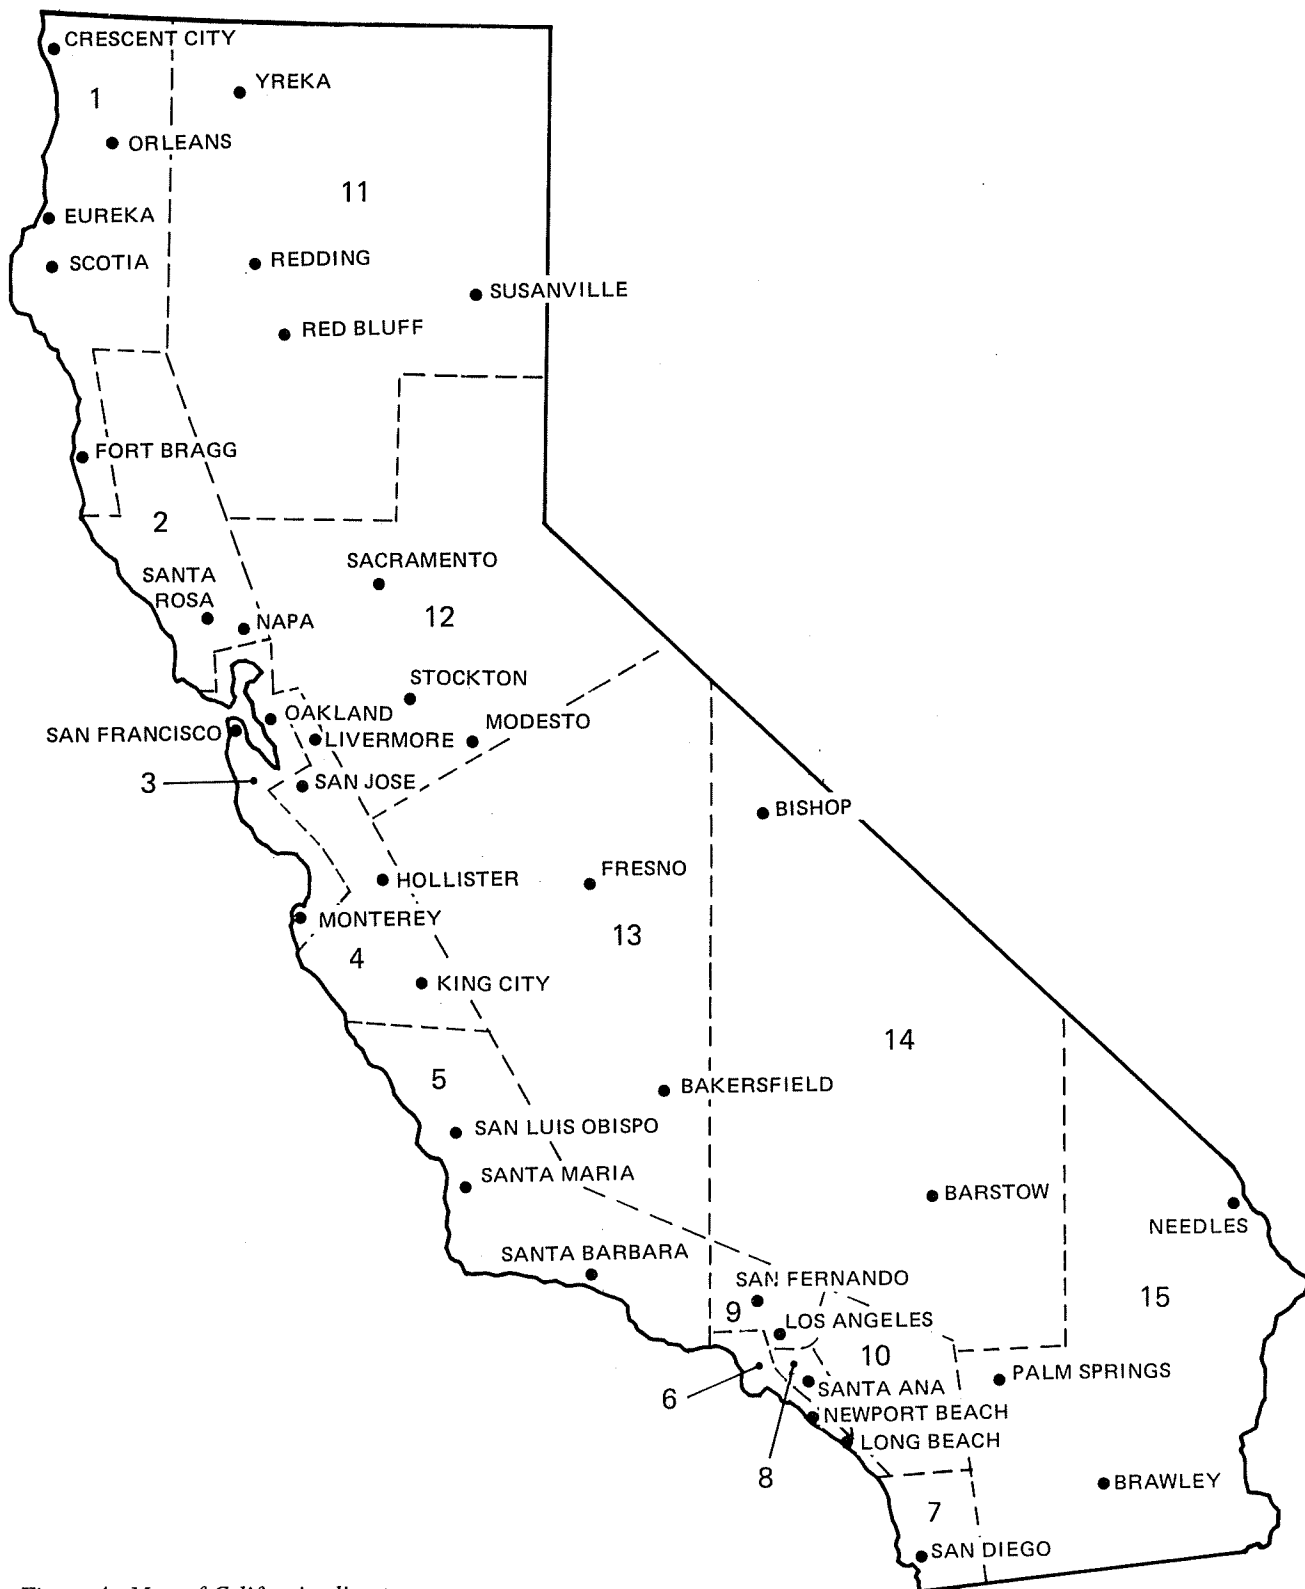 CRESCENT CITY
YREKA
1
ORLEANS
11
EUREKA
SCOTIA
REDDING
SUSANVILLE
RED BLUFF
FORT BRAGG
2
SACRAMENTO
SANTA
ROSA
12
NAPA
STOCKTON
OAKLAND
MODESTO
SAN FRANCISCO
LIVERMORE
3
SAN JOSE
BISHOP
HOLLISTER
FRESNO
MONTEREY
13
4
KING CITY
14
5
BAKERSFIELD
SAN LUIS OBISPO
SANTA MARIA
BARSTOW
NEEDLES
SANTA BARBARA
SAN FERNANDO
15
9
LOS ANGELES
10
PALM SPRINGS
6
SANTA ANA
NEWPORT BEACH
LONG BEACH
8
BRAWLEY
7
SAN DIEGO